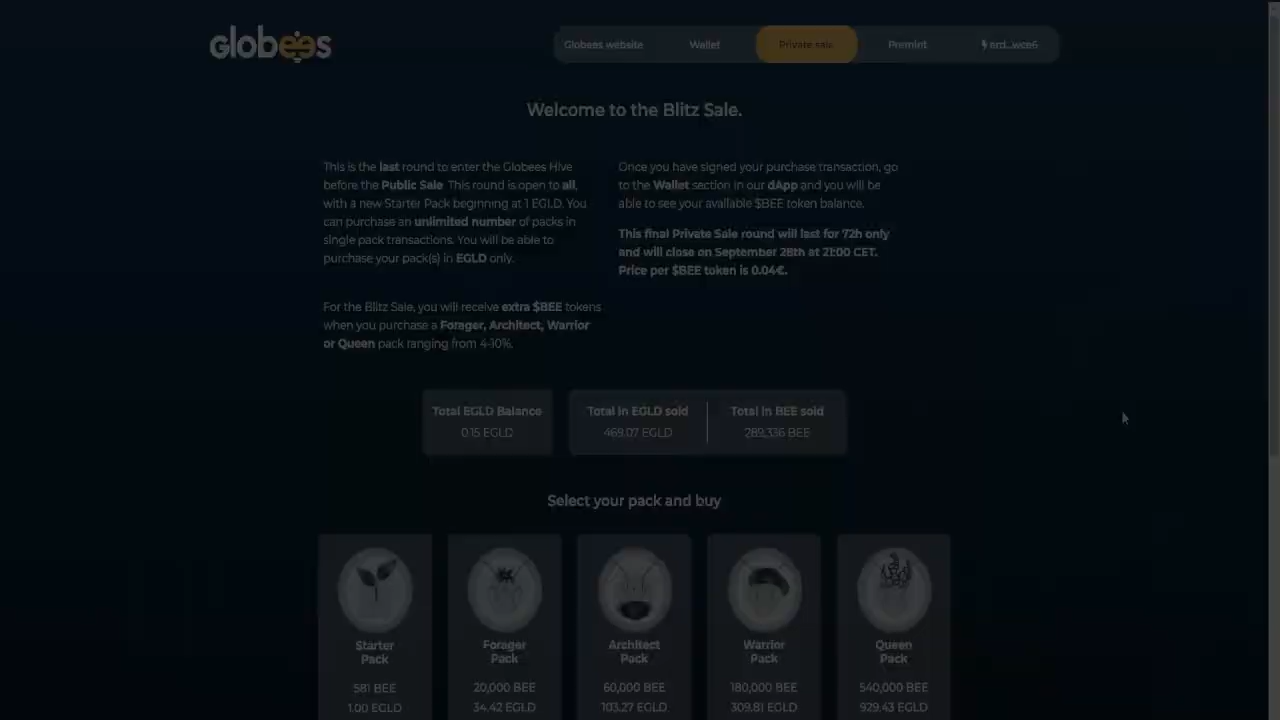 globees
Globees website
Wallet
Private sale
Premint
erd...wce6
Welcome to the Blitz Sale.
This is the last round to enter the Globees Hive
before the Public Sale. This round is open to all,
with a new Starter Pack beginning at 1 EGLD. You
can purchase an unlimited number of packs in
single pack transactions. You will be able to
purchase your pack(s) in EGLD only.
For the Blitz Sale, you will receive extra $BEE tokens
when you purchase a Forager, Architect, Warrior
or Queen pack ranging from 4-10%.
Once you have signed your purchase transaction, go
to the Wallet section in our dApp and you will be
able to see your available $BEE token balance.
This final Private Sale round will last for 72h only
and will close on September 28th at 21:00 CET.
Price per $BEE token is 0.04€.
Total EGLD Balance
0.15 EGLD
Total in EGLD sold
469.07 EGLD
Total in BEE sold
289,336 BEE
Select your pack and buy
Starter
Pack
581 BEE
1.00 EGLD
Forager
Pack
20,000 BEE
34.42 EGLD
Architect
Pack
60,000 BEE
103.27 EGLD
Warrior
Pack
180,000 BEE
309.81 EGLD
Queen
Pack
540,000 BEE
929.43 EGLD